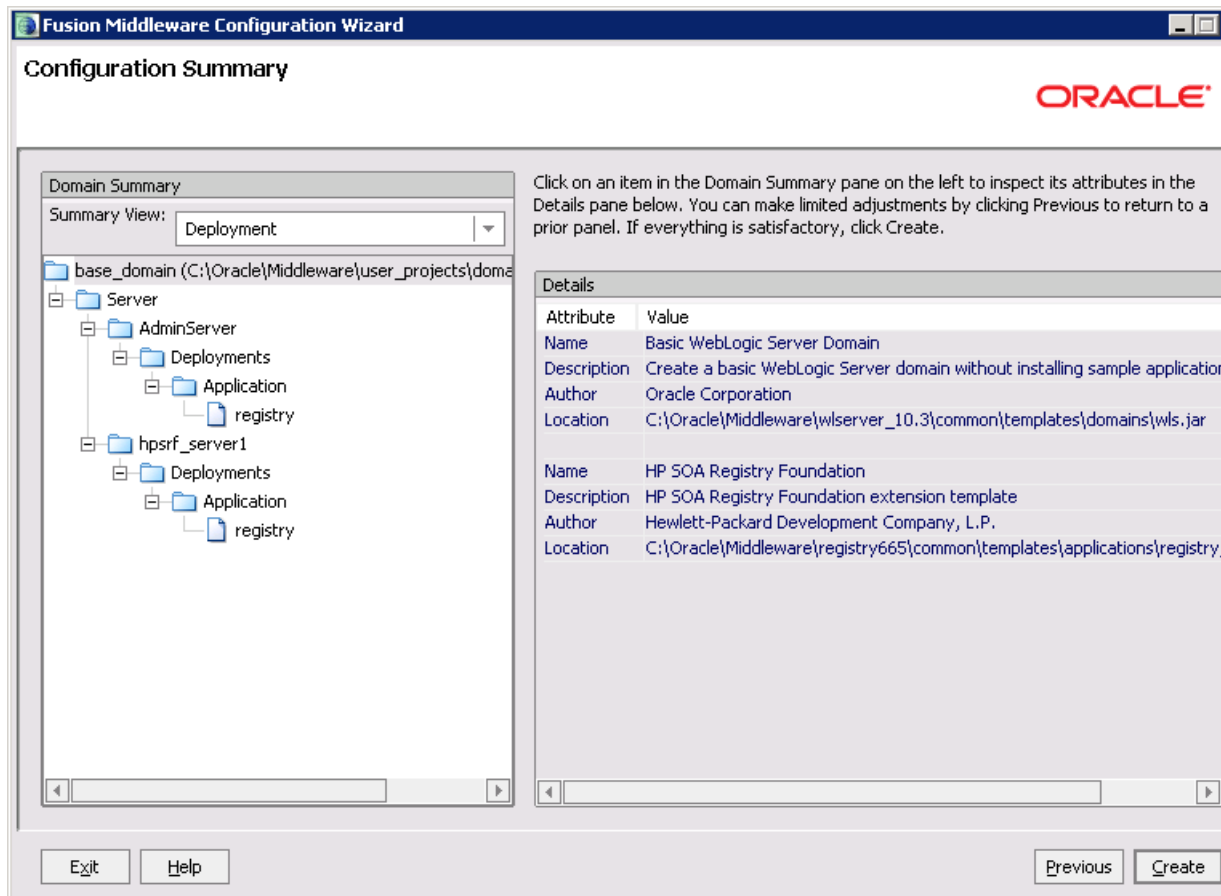 Fusion Middleware Configuration Wizard
Configuration Summary
ORACLE
Domain Summary
Summary View:
Deployment
base_domain (C:\Oracle\Middleware\user_projects\doma
Server
AdminServer
Deployments
Application
registry
hpsrf_server1
Deployments
Application
registry
Click on an item in the Domain Summary pane on the left to inspect its attributes in the
Details pane below. You can make limited adjustments by clicking Previous to return to a
prior panel. If everything is satisfactory, click Create.
Details
Attribute Value
Name Basic WebLogic Server Domain
Description Create a basic WebLogic Server domain without installing sample application
Author Oracle Corporation
Location C:\Oracle\Middleware\wlserver_10.3\common\templates\domains\wls.jar
Name HP SOA Registry Foundation
Description HP SOA Registry Foundation extension template
Author Hewlett-Packard Development Company, L.P.
Location C:\Oracle\Middleware\registry665\common\templates\applications\registry_
Exit Help Previous Create